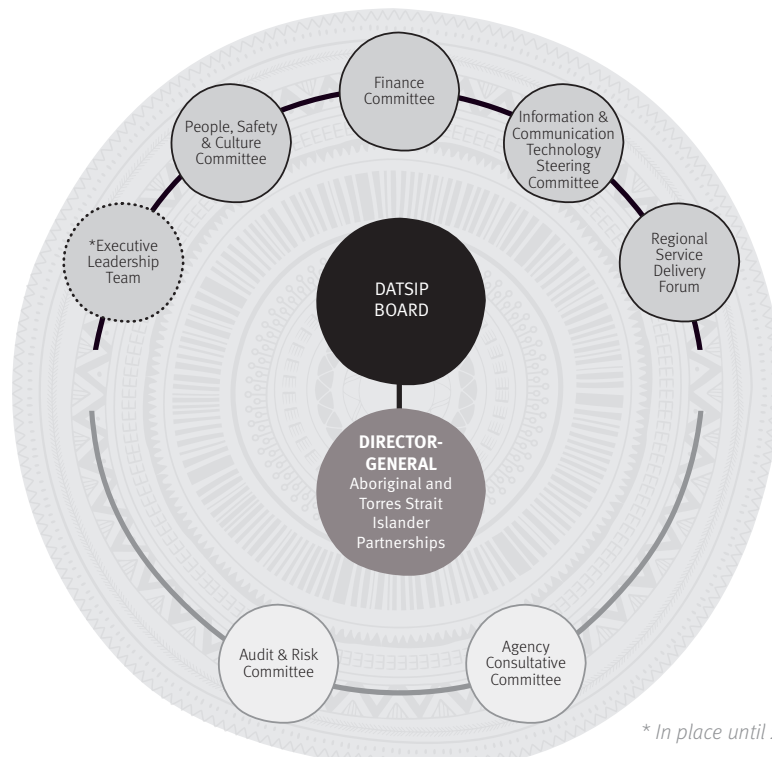 Finance
Committee
People, Safety
& Culture
Committee
Information &
Communication
Technology
Steering
Committee
*Executive
Leadership
Team
Regional
Service
Delivery
Forum
DATSIP
BOARD
DIRECTOR-
GENERAL
Aboriginal and
Torres Strait
Islander
Partnerships
Audit & Risk
Committee
Agency
Consultative
Committee
* In place until